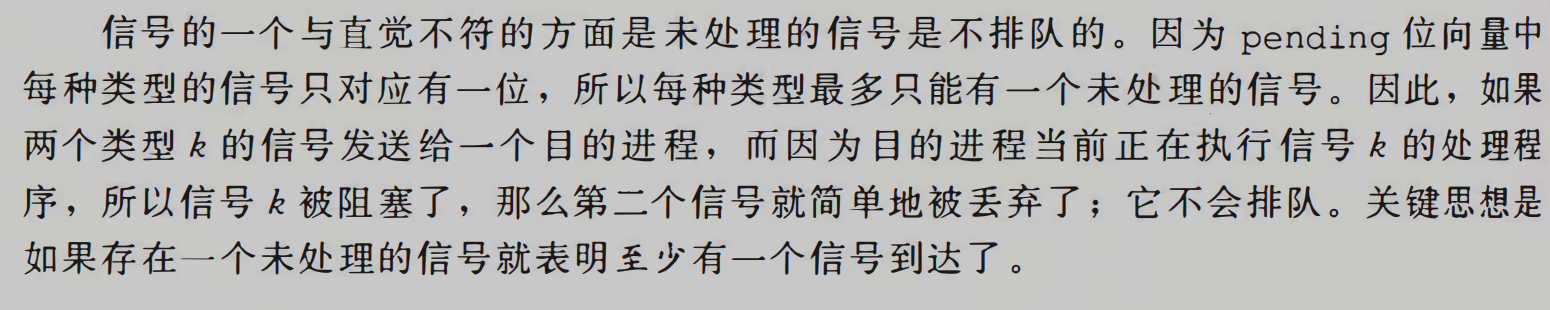 信号的一个与直觉不符的方面是未处理的信号是不排队的。因为 pending 位向量中
每种类型的信号只对应有一位，所以每种类型最多只能有一个未处理的信号。因此，如果
两个类型 k 的信号发送给一个目的进程，而因为目的进程当前正在执行信号 k 的处理程
序，所以信号 k 被阻塞了，那么第二个信号就简单地被丢弃了；它不会排队。关键思想是
如果存在一个未处理的信号就表明至少有一个信号到达了。